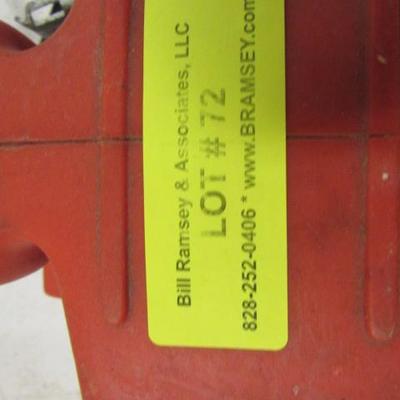 Bill Ramsey & Associates, LLC
LOT # 72
828-252-0406 * www.BRAMSEY.com